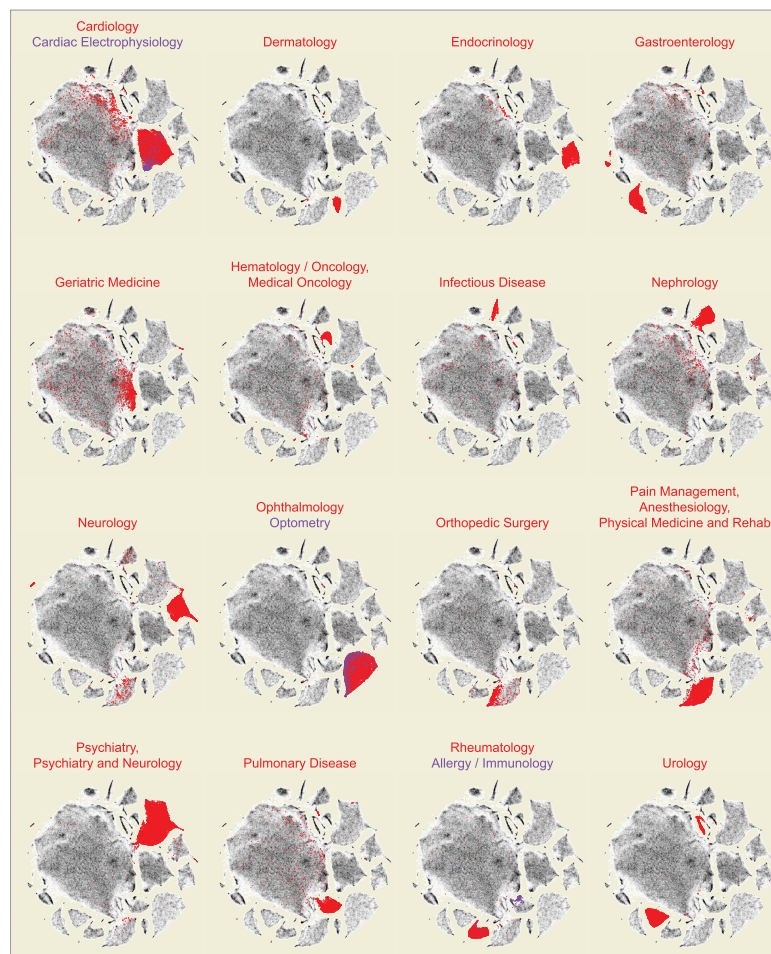 Cardiology
Cardiac Electrophysiology
Dermatology
Endocrinology
Gastroenterology
Geriatric Medicine
Hematology / Oncology,
Medical Oncology
Infectious Disease
Nephrology
Neurology
Ophthalmology
Optometry
Orthopedic Surgery
Pain Management,
Anesthesiology,
Physical Medicine and Rehab
Psychiatry,
Psychiatry and Neurology
Pulmonary Disease
Rheumatology
Allergy / Immunology
Urology